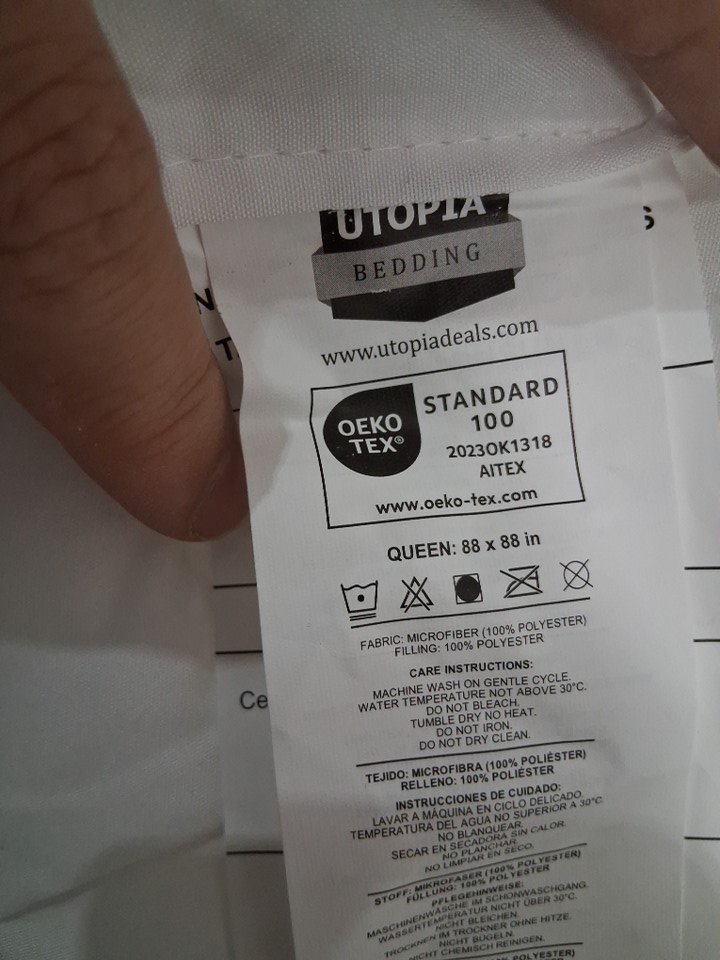 UTOPIA
BEDDING
www.utopiadeals.com
OEKO
TEX®
STANDARD
100
2023OK1318
AITEX
www.oeko-tex.com
QUEEN: 88 x 88 in
FABRIC: MICROFIBER (100% POLYESTER)
FILLING: 100% POLYESTER
CARE INSTRUCTIONS:
MACHINE WASH ON GENTLE CYCLE.
WATER TEMPERATURE NOT ABOVE 30°C.
DO NOT BLEACH.
TUMBLE DRY NO HEAT.
DO NOT IRON.
DO NOT DRY CLEAN.
TEJIDO: MICROFIBRA (100% POLIÉSTER)
RELLENO: 100% POLIÉSTER
INSTRUCCIONES DE CUIDADO:
LAVAR A MÁQUINA EN CICLO DELICADO.
TEMPERATURA DEL AGUA NO SUPERIOR A 30°C.
NO BLANQUEAR.
SECAR EN SECADORA SIN CALOR.
NO PLANCHAR.
NO LIMPIAR EN SECO.
STOFF: MIKROFASER (100% POLYESTER)
FÜLLUNG: 100% POLYESTER
PFLEGEHINWEISE:
MASCHINENWÄSCHE IM SCHONWASCHGANG.
WASSERTEMPERATUR NICHT ÜBER 30°C.
NICHT BLEICHEN.
TROCKNEN IM TROCKNER OHNE HITZE.
NICHT BÜGELN.
NICHT CHEMISCH REINIGEN.
POLYESTER)
S
N
T
Ce